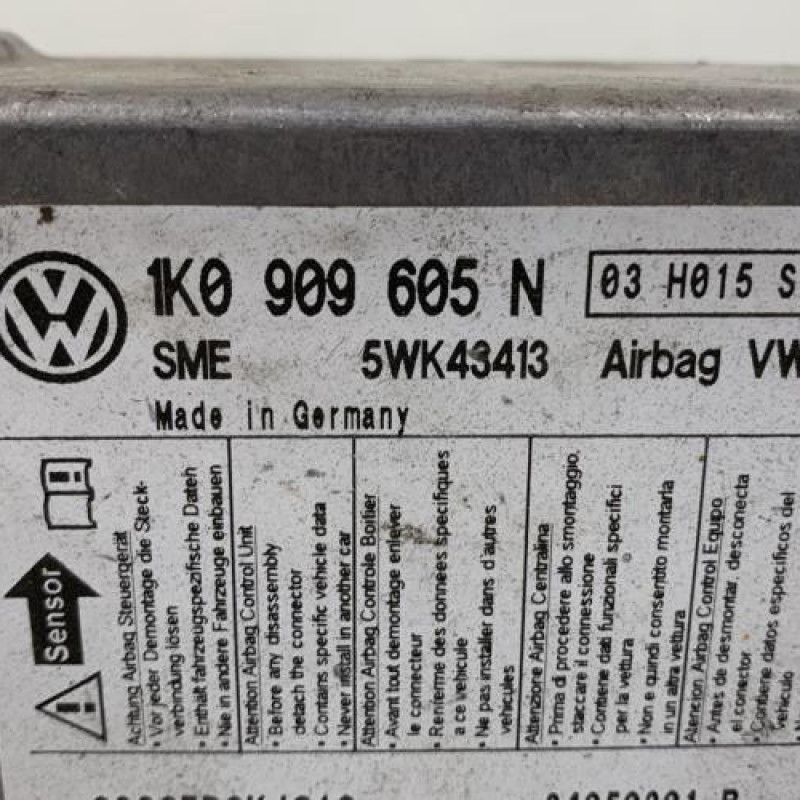 1K0 909 605 N 03 H015 S
SME 5WK43413 Airbag VW
Made in Germany
Sensor
Achtung Airbag Steuergerät
• Vor jeder Demontage die Steck-
verbindung lösen
• Enthält fahrzeugspezifische Daten
• Nie in andere Fahrzeuge einbauen
Attention Airbag Control Unit
• Before any disassembly
detach the connector
• Contains specific vehicle data
• Never install in another car
Attention Airbag Controle Boitier
• Avant tout demontage enlever
le connecteur
• Renferme des données spécifiques
a ce vehicule
• Ne pas installer dans d'autres
vehicules
Attenzione Airbag Centralina
• Prima di procedere allo smontaggio,
staccare il connessione
• Contiene dati funzionali specifici
per la vettura
• Non e quindi consentito montarla
in un altra vettura
Atencion Airbag Control Equipo
• Antes de desmontar, desconecta
el conector
• Contiene datos especificos del
vehiculo